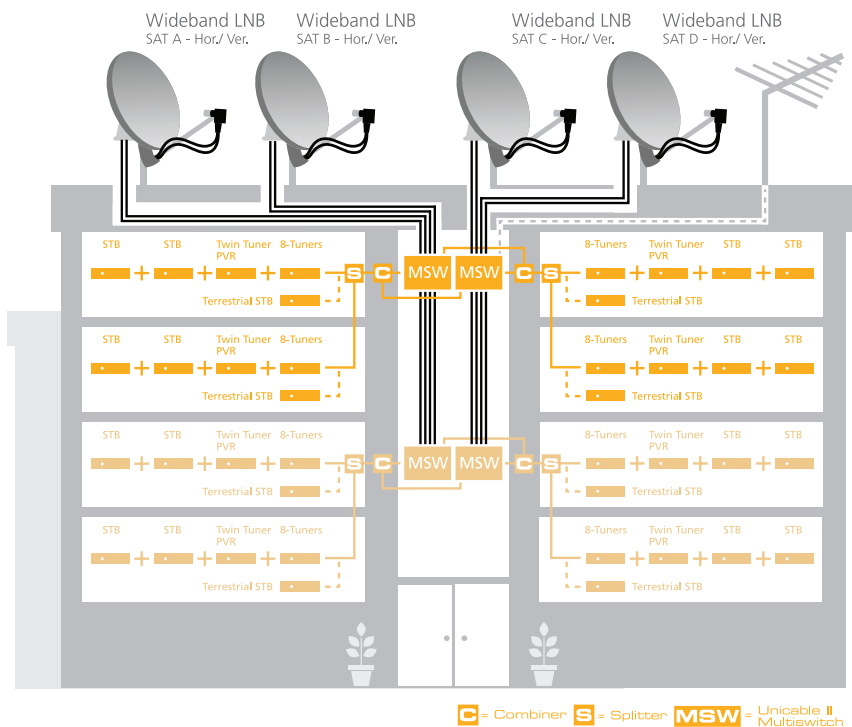 Wideband LNB
SAT A - Hor./ Ver.
Wideband LNB
SAT B - Hor./ Ver.
Wideband LNB
SAT C - Hor./ Ver.
Wideband LNB
SAT D - Hor./ Ver.
STB
STB
Twin Tuner
PVR
8-Tuners
Terrestrial STB
S
C
MSW
MSW
C
S
8-Tuners
Twin Tuner
PVR
STB
STB
Terrestrial STB
STB
STB
Twin Tuner
PVR
8-Tuners
Terrestrial STB
8-Tuners
Twin Tuner
PVR
STB
STB
Terrestrial STB
STB
STB
Twin Tuner
PVR
8-Tuners
Terrestrial STB
S
C
MSW
MSW
C
S
8-Tuners
Twin Tuner
PVR
STB
STB
Terrestrial STB
STB
STB
Twin Tuner
PVR
8-Tuners
Terrestrial STB
8-Tuners
Twin Tuner
PVR
STB
STB
Terrestrial STB
C = Combiner S = Splitter MSW = Unicable II
Multiswitch